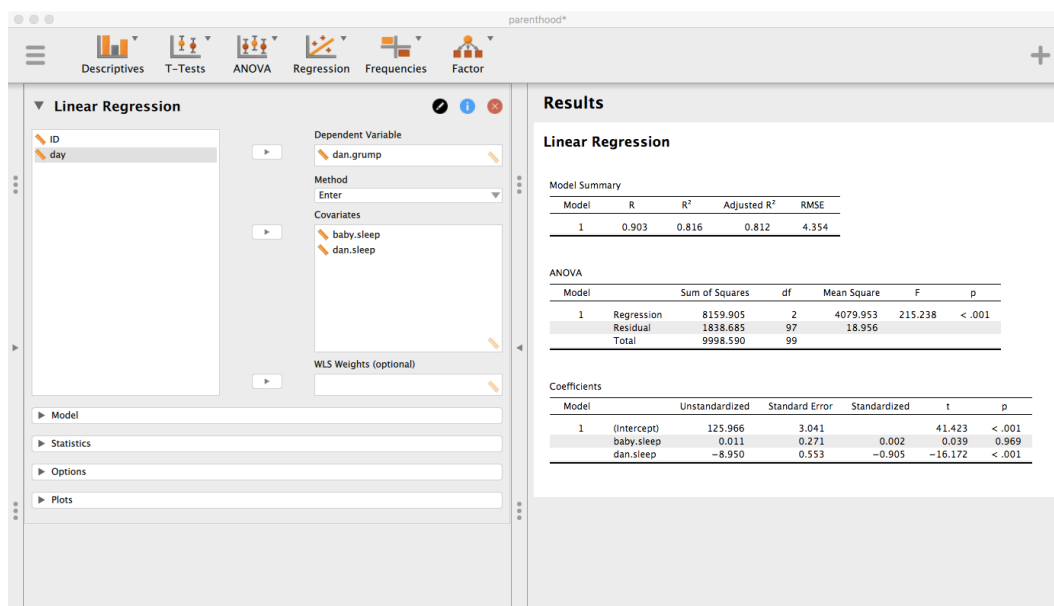 parenthood*
Descriptives T-Tests ANOVA Regression Frequencies Factor
Linear Regression
ID
day
Dependent Variable
dan.grump
Method
Enter
Covariates
baby.sleep
dan.sleep
WLS Weights (optional)
Model
Statistics
Options
Plots
Results
Linear Regression
Model Summary
Model R R² Adjusted R² RMSE
1 0.903 0.816 0.812 4.354
ANOVA
Model Sum of Squares df Mean Square F p
1 Regression 8159.905 2 4079.953 215.238 < .001
Residual 1838.685 97 18.956
Total 9998.590 99
Coefficients
Model Unstandardized Standard Error Standardized t p
1 (Intercept) 125.966 3.041 41.423 < .001
baby.sleep 0.011 0.271 0.002 0.039 0.969
dan.sleep −8.950 0.553 −0.905 −16.172 < .001